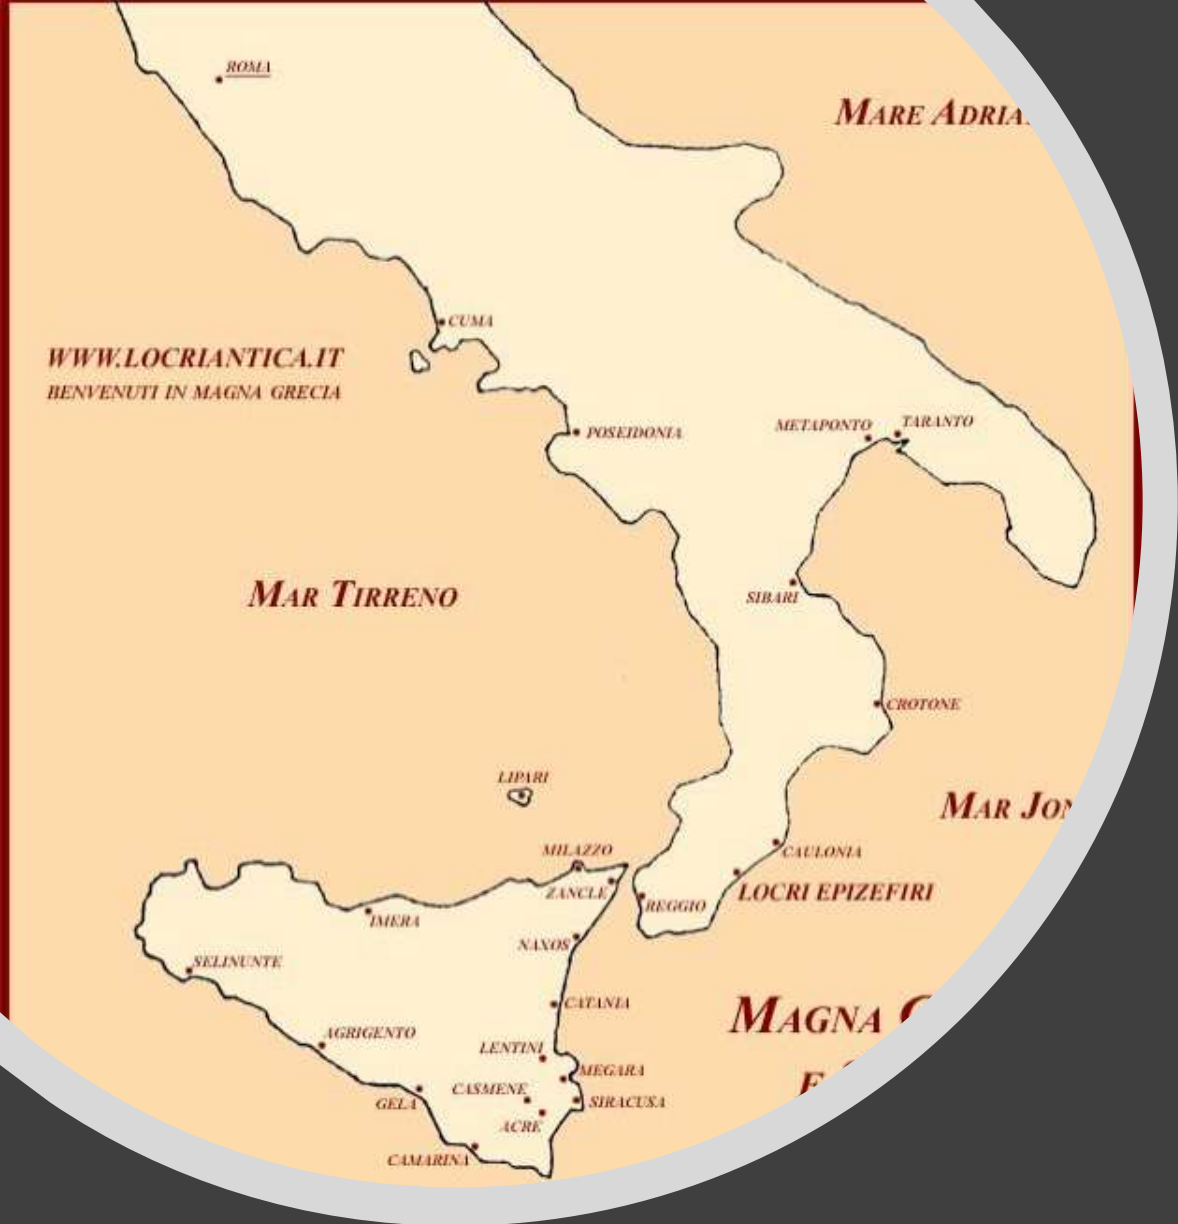 ROMA
MARE ADRIA
CUMA
WWW.LOCRIANTICA.IT
BENVENUTI IN MAGNA GRECIA
POSEIDONIA
METAPONTO
TARANTO
MAR TIRRENO
SIBARI
CROTONE
LIPARI
MAR JON
MILAZZO
CAULONIA
ZANCLE
LOCRI EPIZEFIRI
REGGIO
IMERA
NAXOS
SELINUNTE
CATANIA
MAGNA G
AGRIGENTO
LENTINI
MEGARA
E
CASMENE
SIRACUSA
GELA
ACRE
CAMARINA